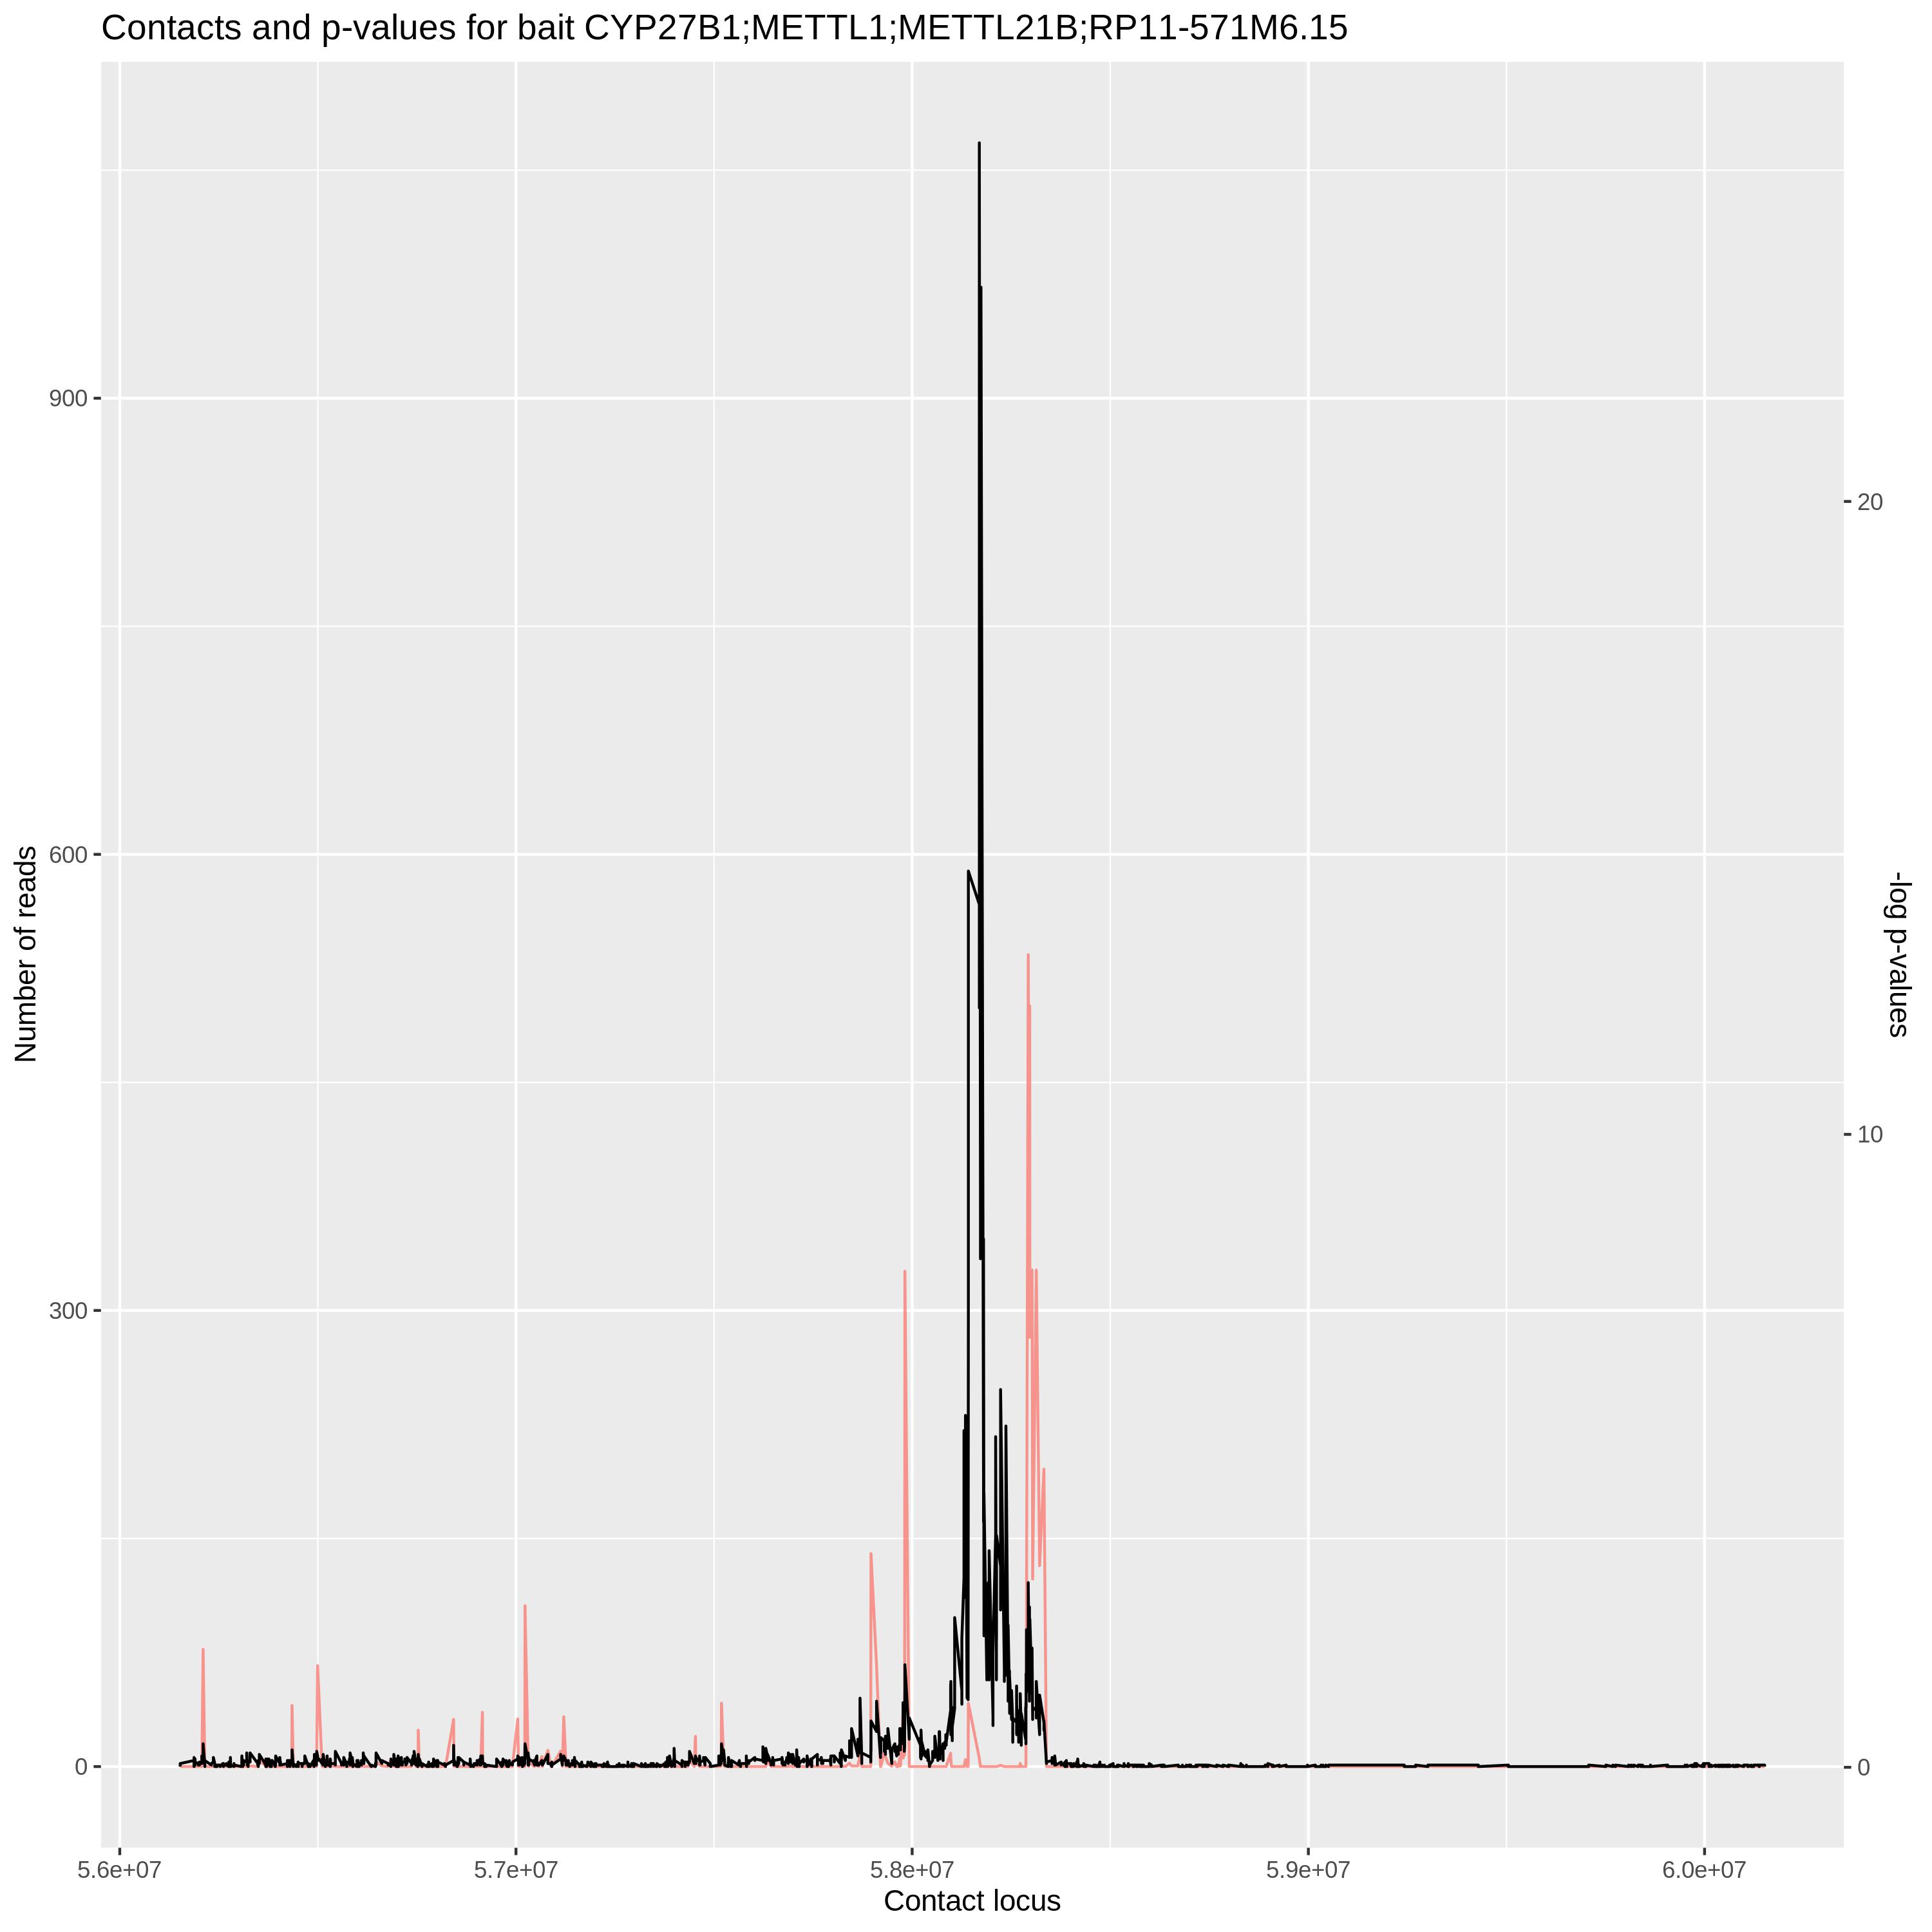 Contacts and p-values for bait CYP27B1;METTL1;METTL21B;RP11-571M6.15
900
600
300
0
Number of reads
20
10
0
-log p-values
5.6e+07 5.7e+07 5.8e+07 5.9e+07 6.0e+07
Contact locus